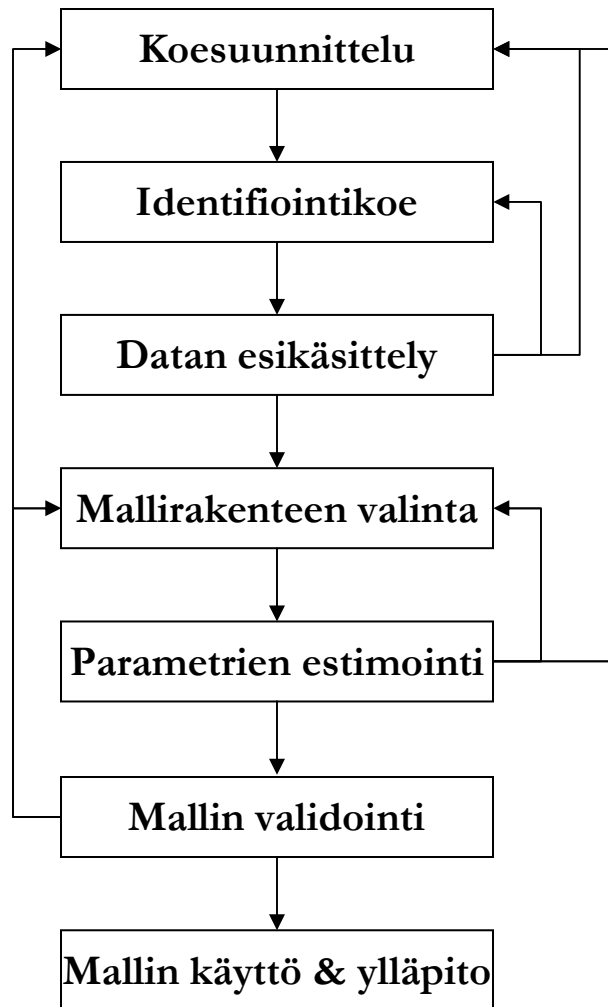 Koesuunnittelu
Identifiointikoe
Datan esikäsittely
Mallirakenteen valinta
Parametrien estimointi
Mallin validointi
Mallin käyttö & ylläpito